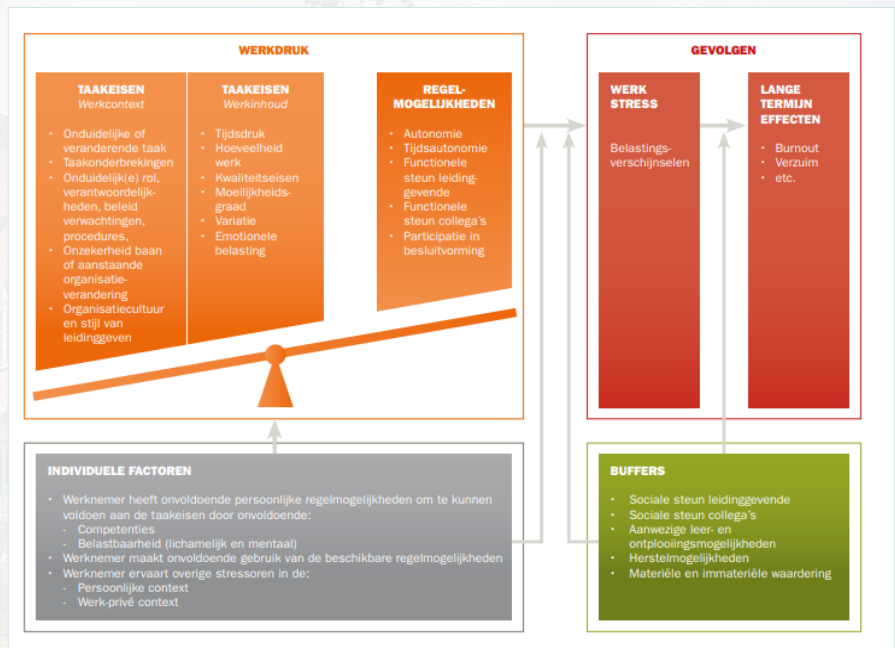 WERKDRUK
TAAKEISEN
Werkcontext
• Onduidelijke of
veranderende taak
• Taakonderbrekingen
• Onduidelijk(e) rol,
verantwoordelijk-
heden, beleid
verwachtingen,
procedures,
• Onzekerheid baan
of aanstaande
organisatie-
verandering
• Organisatiecultuur
en stijl van
leidinggeven
TAAKEISEN
Werkinhoud
• Tijdsdruk
• Hoeveelheid
werk
• Kwaliteitseisen
• Moeilijkheids-
graad
• Variatie
• Emotionele
belasting
REGEL-
MOGELIJKHEDEN
• Autonomie
• Tijdsautonomie
• Functionele
steun leiding-
gevende
• Functionele
steun collega's
• Participatie in
besluitvorming
GEVOLGEN
WERK
STRESS
Belastings-
verschijnselen
LANGE
TERMIJN
EFFECTEN
• Burnout
• Verzuim
• etc.
INDIVIDUELE FACTOREN
• Werknemer heeft onvoldoende persoonlijke regelmogelijkheden om te kunnen
voldoen aan de taakeisen door onvoldoende:
- Competenties
- Belastbaarheid (lichamelijk en mentaal)
• Werknemer maakt onvoldoende gebruik van de beschikbare regelmogelijkheden
• Werknemer ervaart overige stressoren in de:
- Persoonlijke context
- Werk-privé context
BUFFERS
• Sociale steun leidinggevende
• Sociale steun collega's
• Aanwezige leer- en
ontplooiingsmogelijkheden
• Herstelmogelijkheden
• Materiële en immateriële waardering